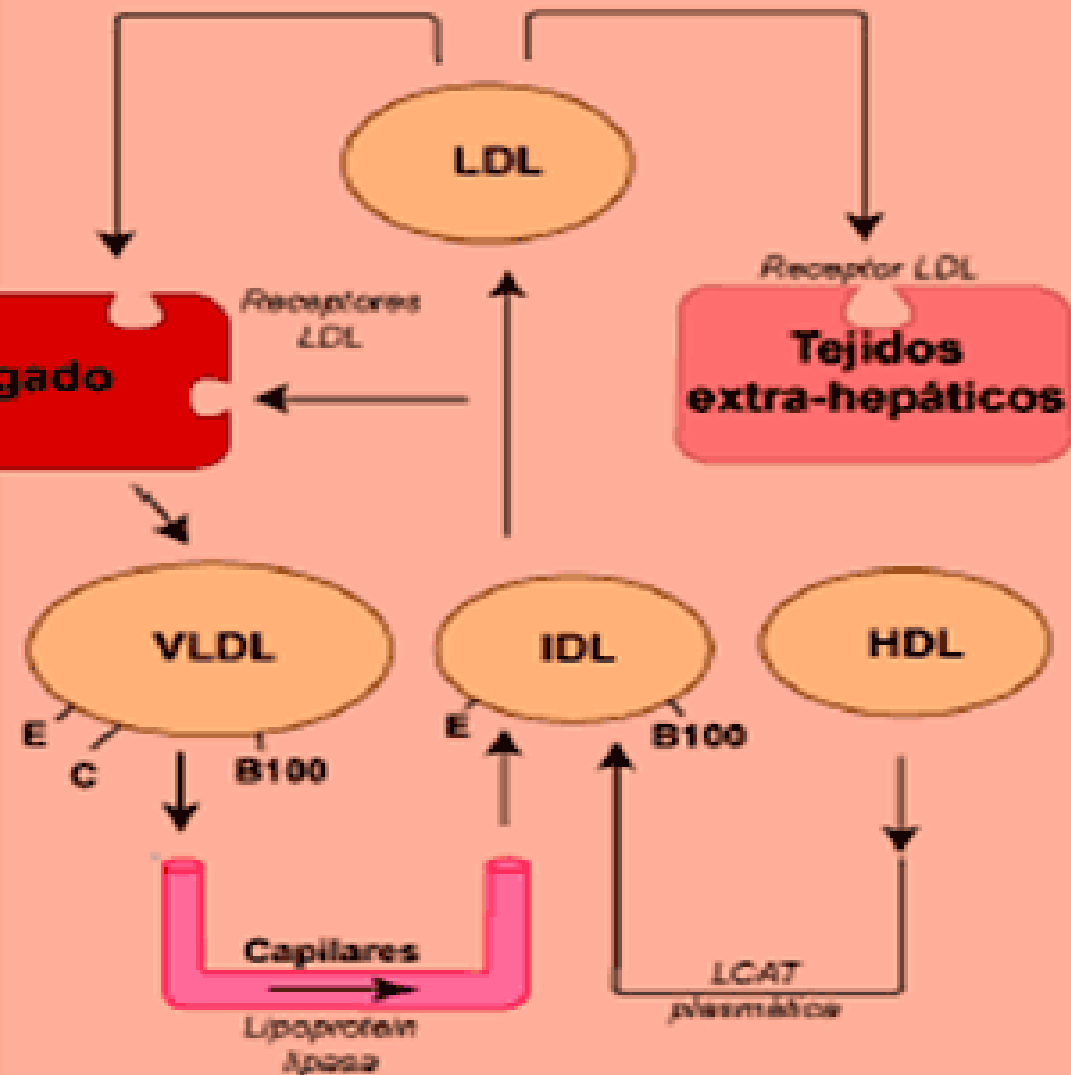 LDL
Receptor LDL
Receptores
LDL
gado
Tejidos
extra-hepáticos
VLDL
IDL
HDL
E
C
B100
E
B100
Capilares
Lipoprotein
lipasa
LCAT
plasmática